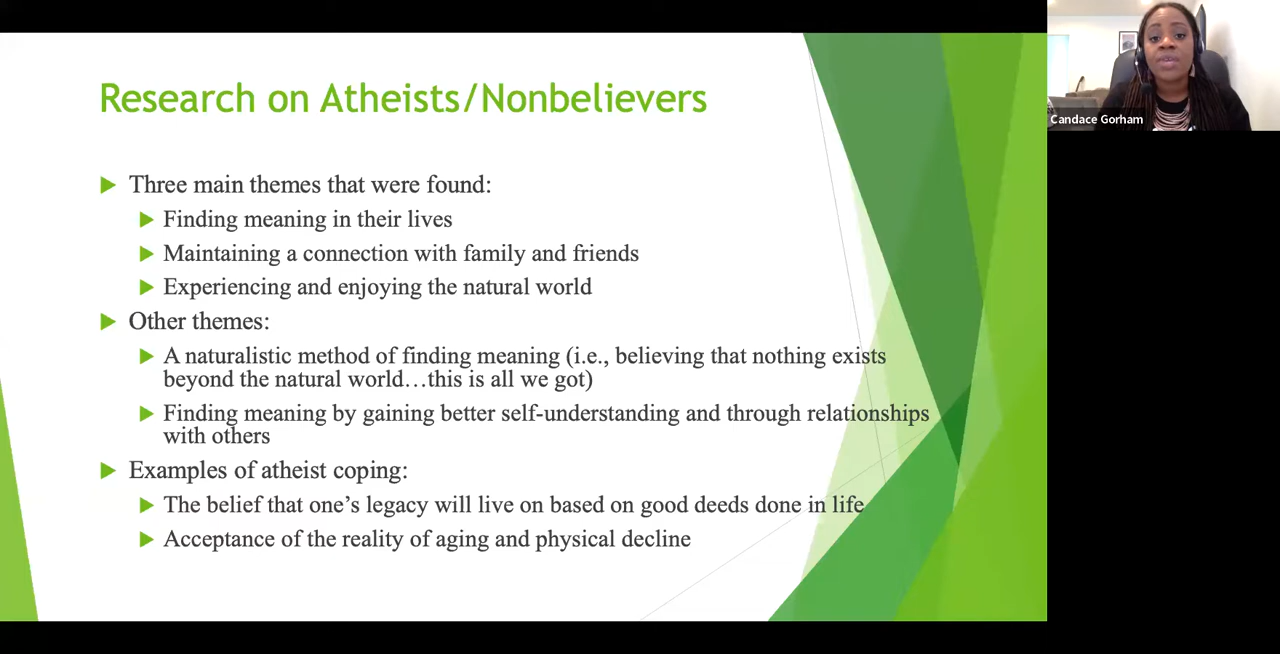 Research on Atheists/Nonbelievers
Candace Gorham
Three main themes that were found:
Finding meaning in their lives
Maintaining a connection with family and friends
Experiencing and enjoying the natural world
Other themes:
A naturalistic method of finding meaning (i.e., believing that nothing exists
beyond the natural world…this is all we got)
Finding meaning by gaining better self-understanding and through relationships
with others
Examples of atheist coping:
The belief that one’s legacy will live on based on good deeds done in life
Acceptance of the reality of aging and physical decline